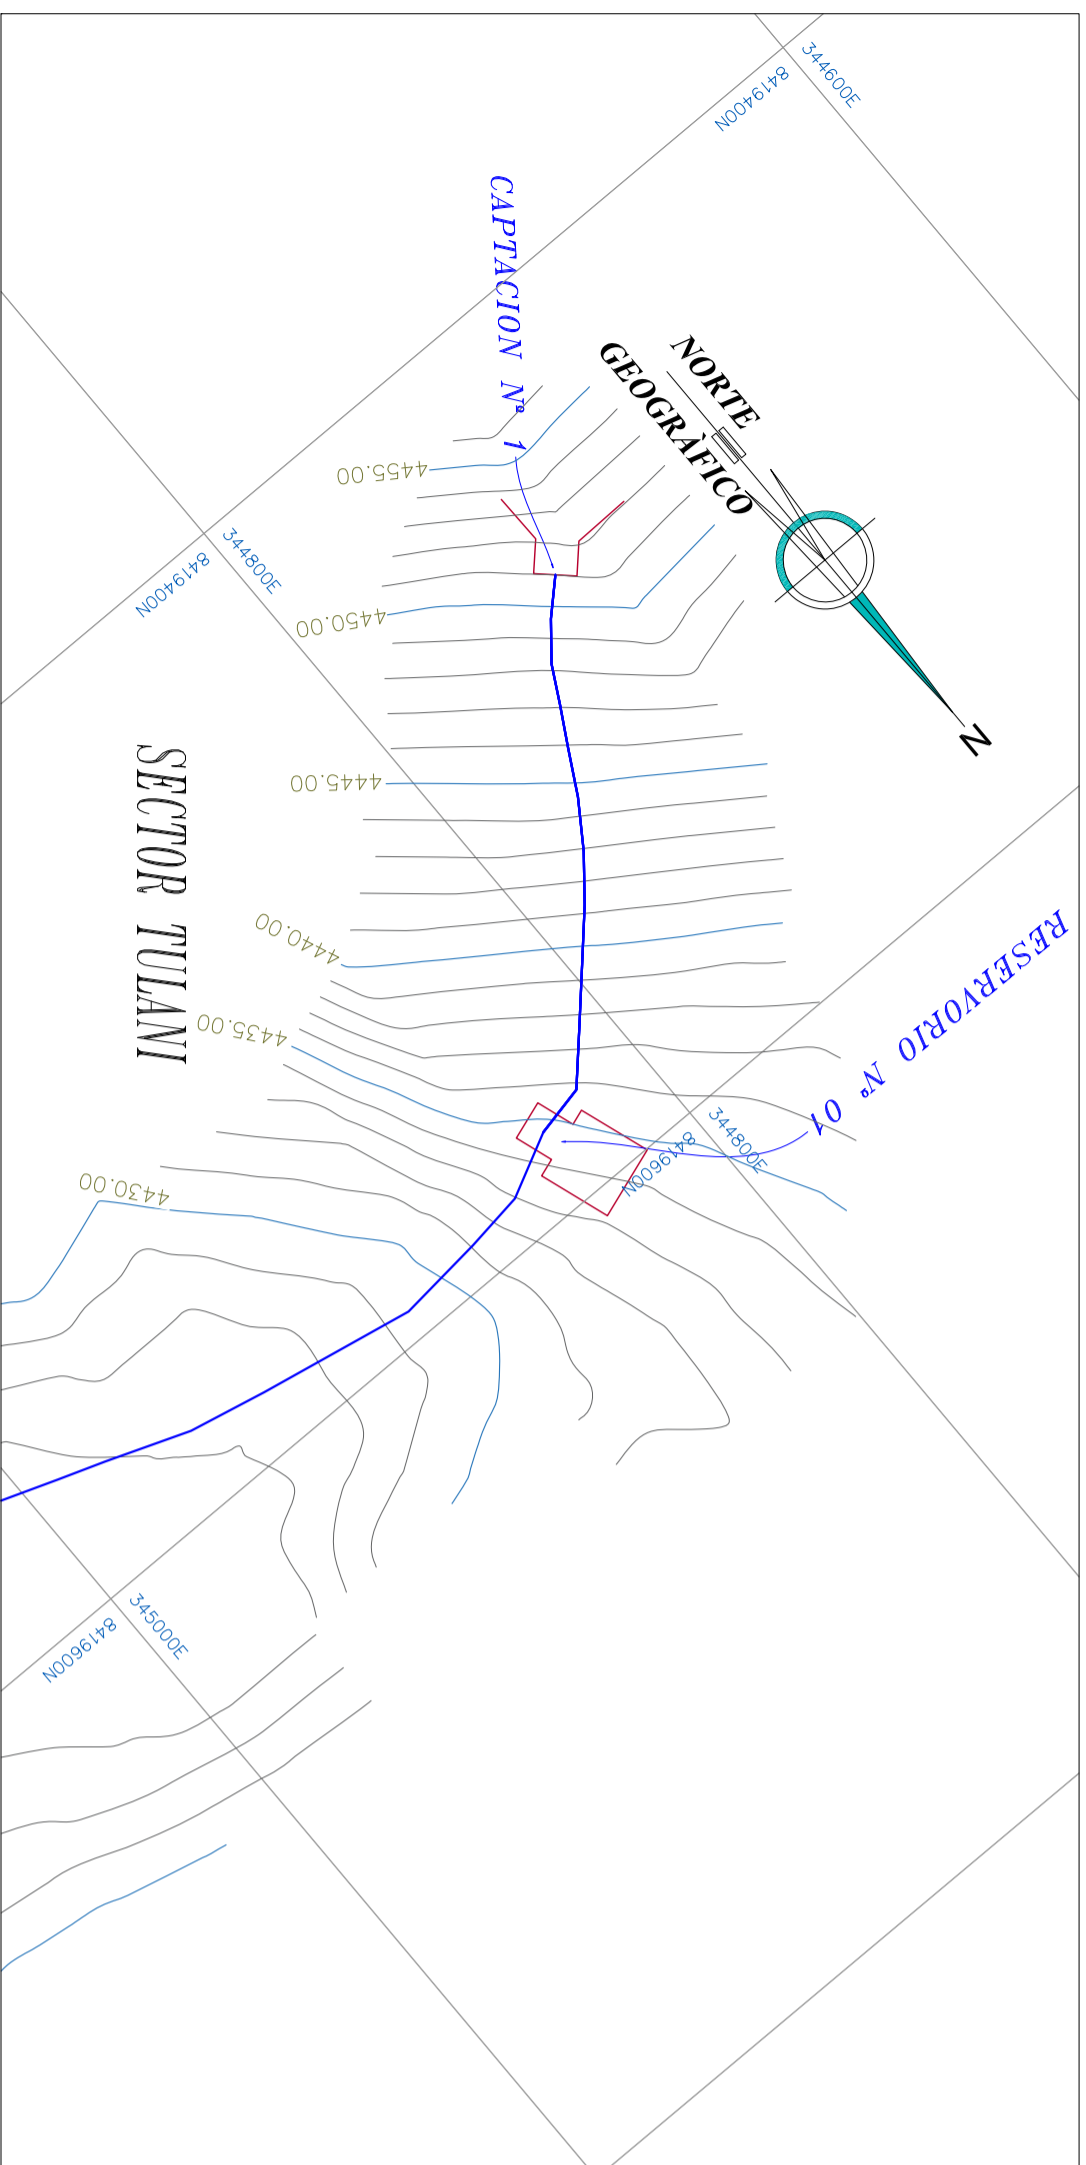 344600E
8419400N
CAPTACION Nº 1
NORTE
GEOGRÀFICO
N
4455.00
344800E
8419400N
4450.00
4445.00
SECTOR TULANI
4440.00
RESERVORIO Nº 01
4435.00
344800E
8419600N
4430.00
345000E
8419600N